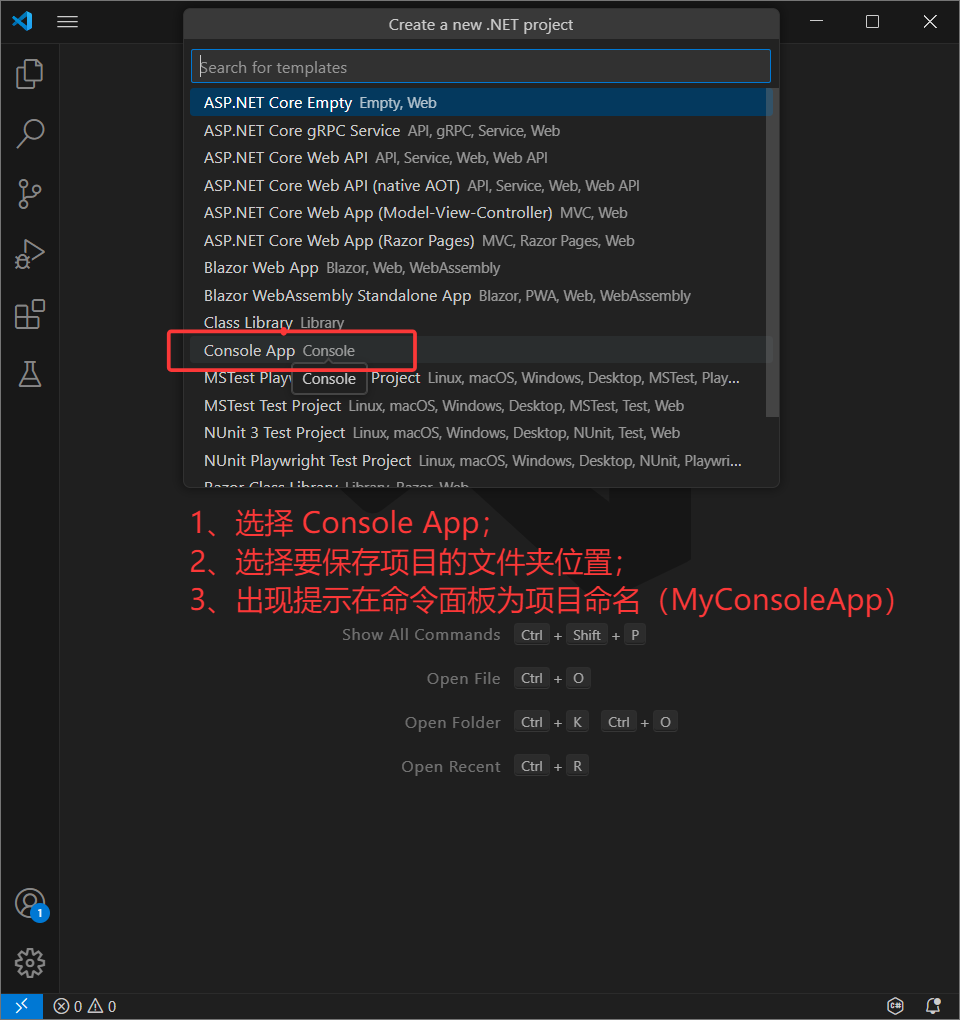 Create a new .NET project
Search for templates
ASP.NET Core Empty Empty, Web
ASP.NET Core gRPC Service API, gRPC, Service, Web
ASP.NET Core Web API API, Service, Web, Web API
ASP.NET Core Web API (native AOT) API, Service, Web, Web API
ASP.NET Core Web App (Model-View-Controller) MVC, Web
ASP.NET Core Web App (Razor Pages) MVC, Razor Pages, Web
Blazor Web App Blazor, Web, WebAssembly
Blazor WebAssembly Standalone App Blazor, PWA, Web, WebAssembly
Class Library Library
Console App Console
MSTest Playw Project Linux, macOS, Windows, Desktop, MSTest, Play...
Console
MSTest Test Project Linux, macOS, Windows, Desktop, MSTest, Test, Web
NUnit 3 Test Project Linux, macOS, Windows, Desktop, NUnit, Test, Web
NUnit Playwright Test Project Linux, macOS, Windows, Desktop, NUnit, Playwri...
Razor Class Library Library, Razor, Web
1、选择 Console App；
2、选择要保存项目的文件夹位置；
3、出现提示在命令面板为项目命名（MyConsoleApp）
Show All Commands Ctrl + Shift + P
Open File Ctrl + O
Open Folder Ctrl + K Ctrl + O
Open Recent Ctrl + R
1
0 0
C#